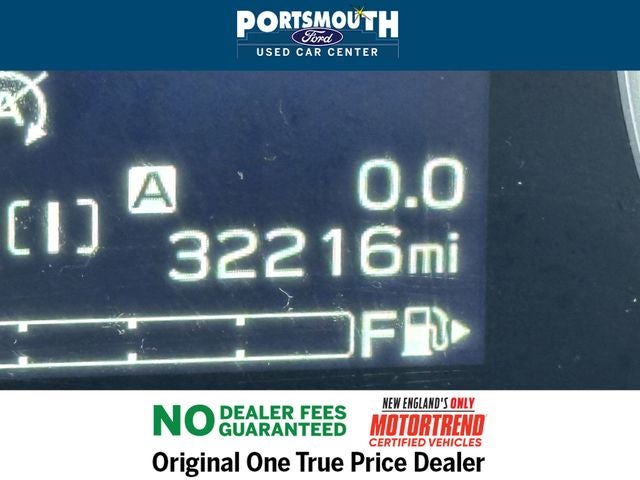 PORTSMOUTH
Ford
USED CAR CENTER
A
A
0.0
[I]
32216mi
F
NO DEALER FEES
GUARANTEED
NEW ENGLAND'S ONLY
MOTORTREND
CERTIFIED VEHICLES
Original One True Price Dealer